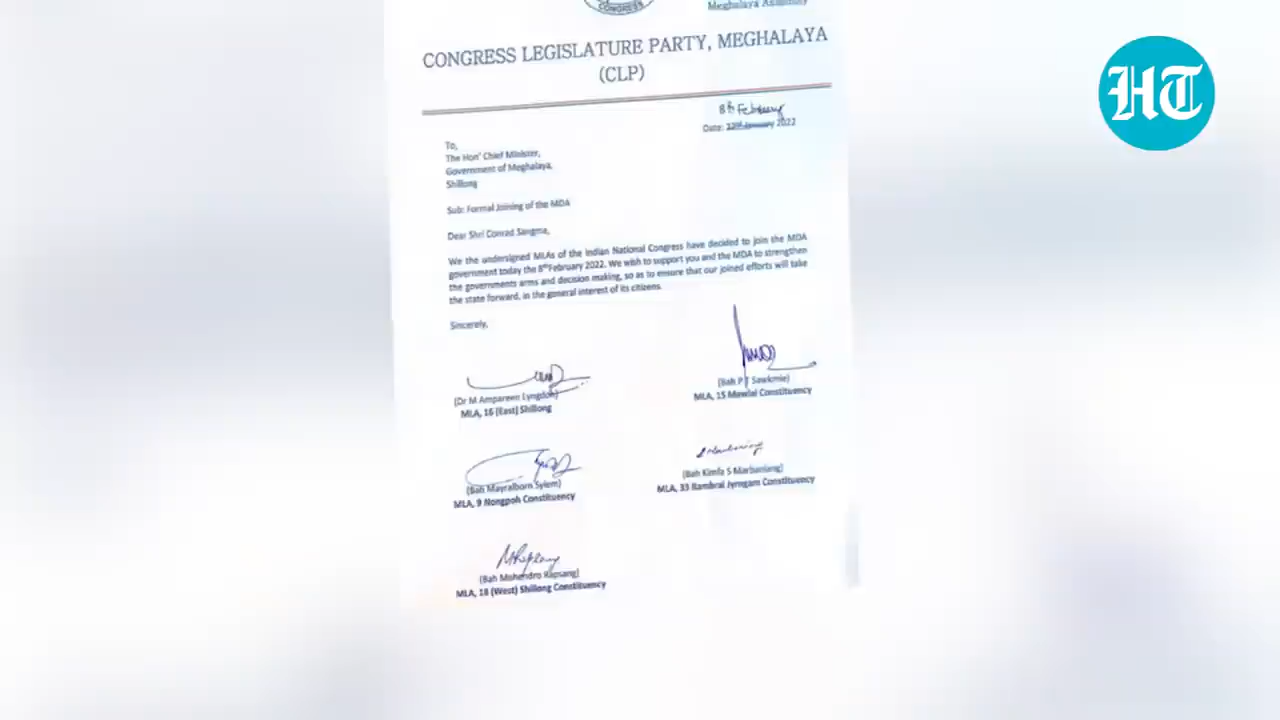 CONGRESS
Meghalaya Assembly
CONGRESS LEGISLATURE PARTY, MEGHALAYA
(CLP)
8th February
Date: 12th January 2022
To,
The Hon' Chief Minister,
Government of Meghalaya,
Shillong
Sub: Formal Joining of the MDA
Dear Shri Conrad Sangma,
We the undersigned MLAs of the Indian National Congress have decided to join the MDA
government today the 8th February 2022. We wish to support you and the MDA to strengthen
the governments arms and decision making, so as to ensure that our joined efforts will take
the state forward, in the general interest of its citizens.
Sincerely,
(Dr M Ampareen Lyngdoh)
MLA, 16 (East) Shillong
(Bah P T Sawkmie)
MLA, 15 Mawlai Constituency
(Bah Mayralborn Syiem)
MLA, 9 Nongpoh Constituency
(Bah Kimfa S Marbaniang)
MLA, 33 Rambrai Jyrngam Constituency
(Bah Mohendro Rapsang)
MLA, 18 (West) Shillong Constituency
HT